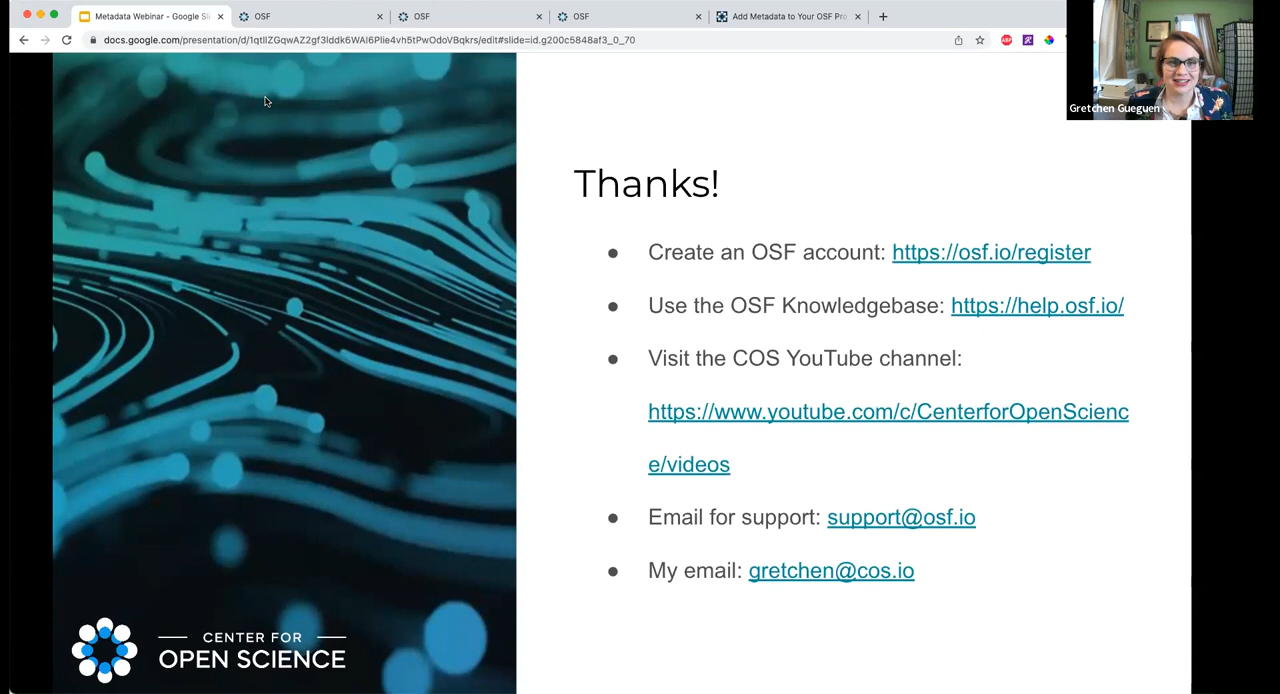 Metadata Webinar - Google Sli
OSF
OSF
OSF
Add Metadata to Your OSF Pro
docs.google.com/presentation/d/1qtlIZGqwAZ2gf3lddk6WAI6Plie4vh5tPwOdoVBqkrs/edit#slide=id.g200c5848af3_0_70
ABP
Gretchen Gueguen
Thanks!
● Create an OSF account: https://osf.io/register
● Use the OSF Knowledgebase: https://help.osf.io/
● Visit the COS YouTube channel:
https://www.youtube.com/c/CenterforOpenScienc
e/videos
● Email for support: support@osf.io
● My email: gretchen@cos.io
CENTER FOR
OPEN SCIENCE